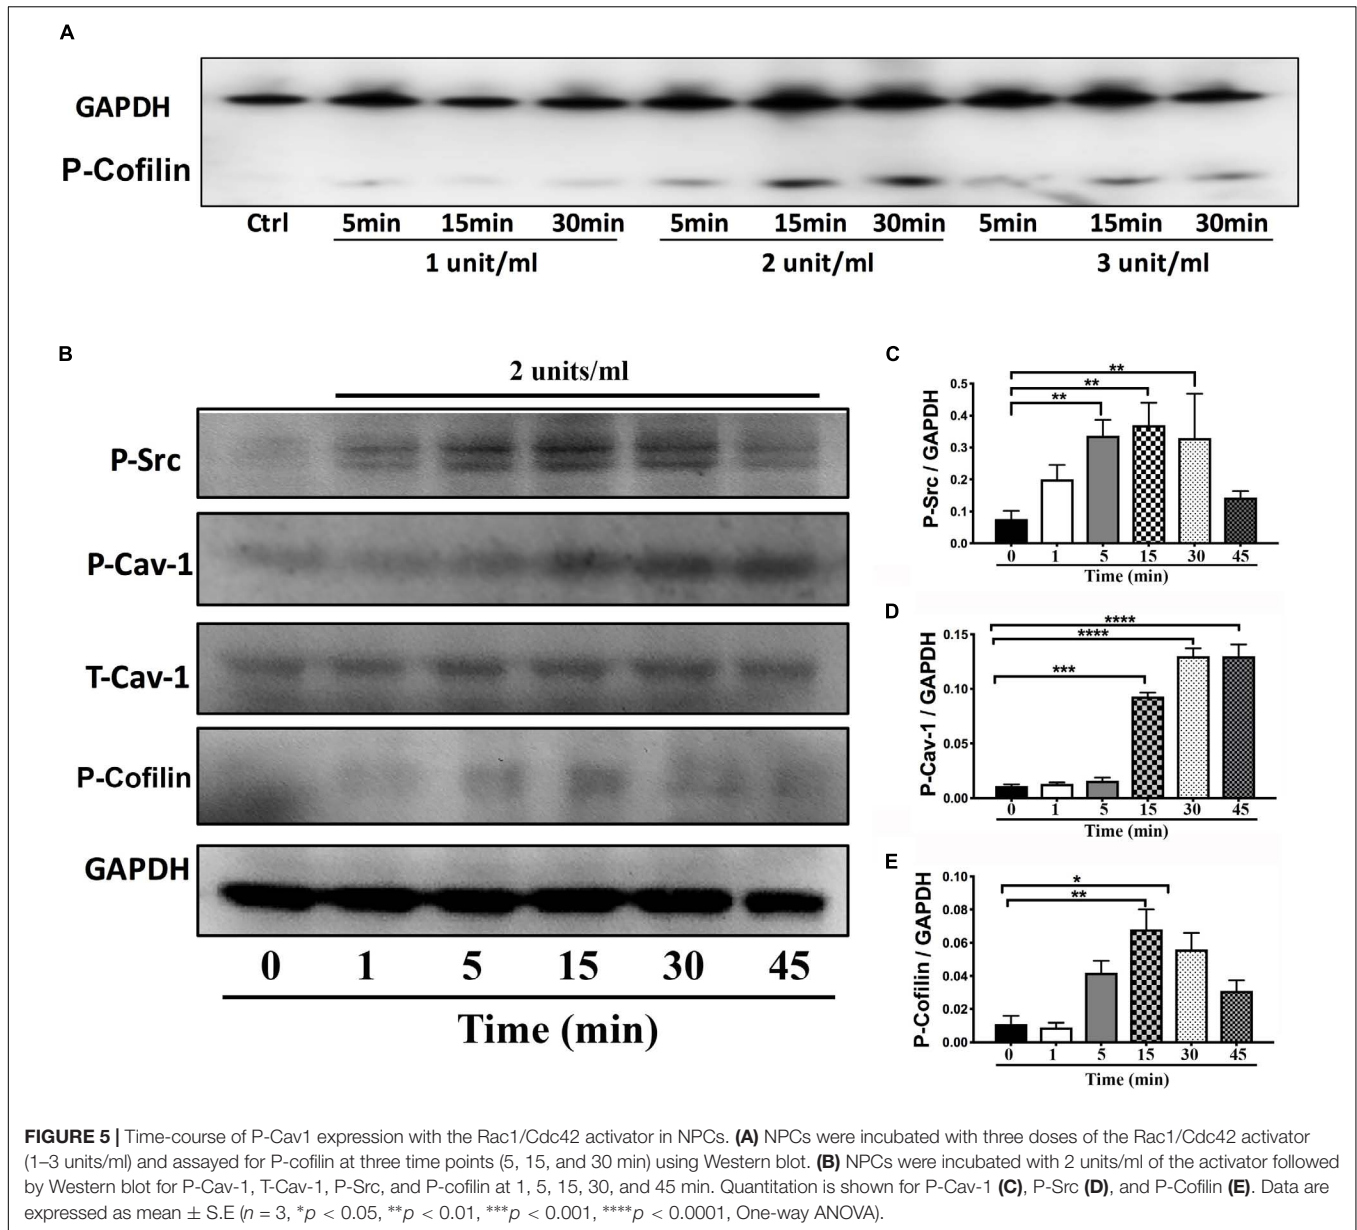 A
GAPDH
P-Cofilin
Ctrl 5min 15min 30min 5min 15min 30min 5min 15min 30min
1 unit/ml 2 unit/ml 3 unit/ml
B
2 units/ml
P-Src
P-Cav-1
T-Cav-1
P-Cofilin
GAPDH
0 1 5 15 30 45
Time (min)
C
P-Src / GAPDH
0.5
0.4
0.3
0.2
0.1
0.0
**
**
**
0 1 5 15 30 45
Time (min)
D
P-Cav-1 / GAPDH
0.15
0.10
0.05
0.00
****
****
***
0 1 5 15 30 45
Time (min)
E
P-Cofilin / GAPDH
0.10
0.08
0.06
0.04
0.02
0.00
*
**
0 1 5 15 30 45
Time (min)
FIGURE 5 | Time-course of P-Cav1 expression with the Rac1/Cdc42 activator in NPCs. (A) NPCs were incubated with three doses of the Rac1/Cdc42 activator
(1–3 units/ml) and assayed for P-cofilin at three time points (5, 15, and 30 min) using Western blot. (B) NPCs were incubated with 2 units/ml of the activator followed
by Western blot for P-Cav-1, T-Cav-1, P-Src, and P-cofilin at 1, 5, 15, 30, and 45 min. Quantitation is shown for P-Cav-1 (C), P-Src (D), and P-Cofilin (E). Data are
expressed as mean ± S.E (n = 3, *p < 0.05, **p < 0.01, ***p < 0.001, ****p < 0.0001, One-way ANOVA).